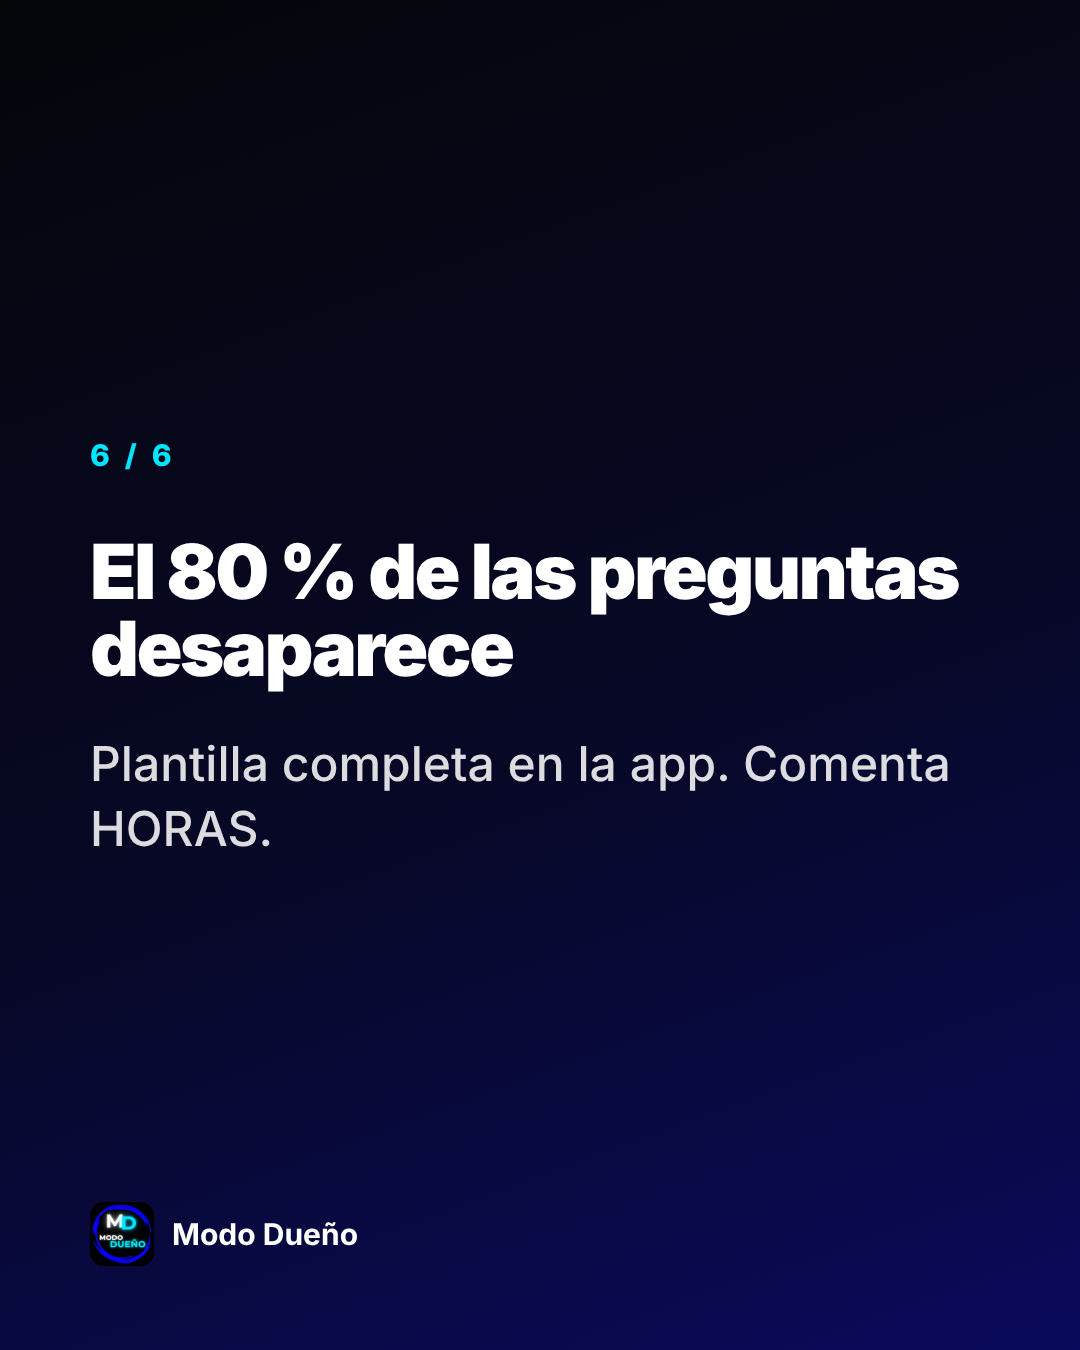 6 / 6
El 80 % de las preguntas
desaparece
Plantilla completa en la app. Comenta
HORAS.
MD
MODO
DUEÑO
Modo Dueño